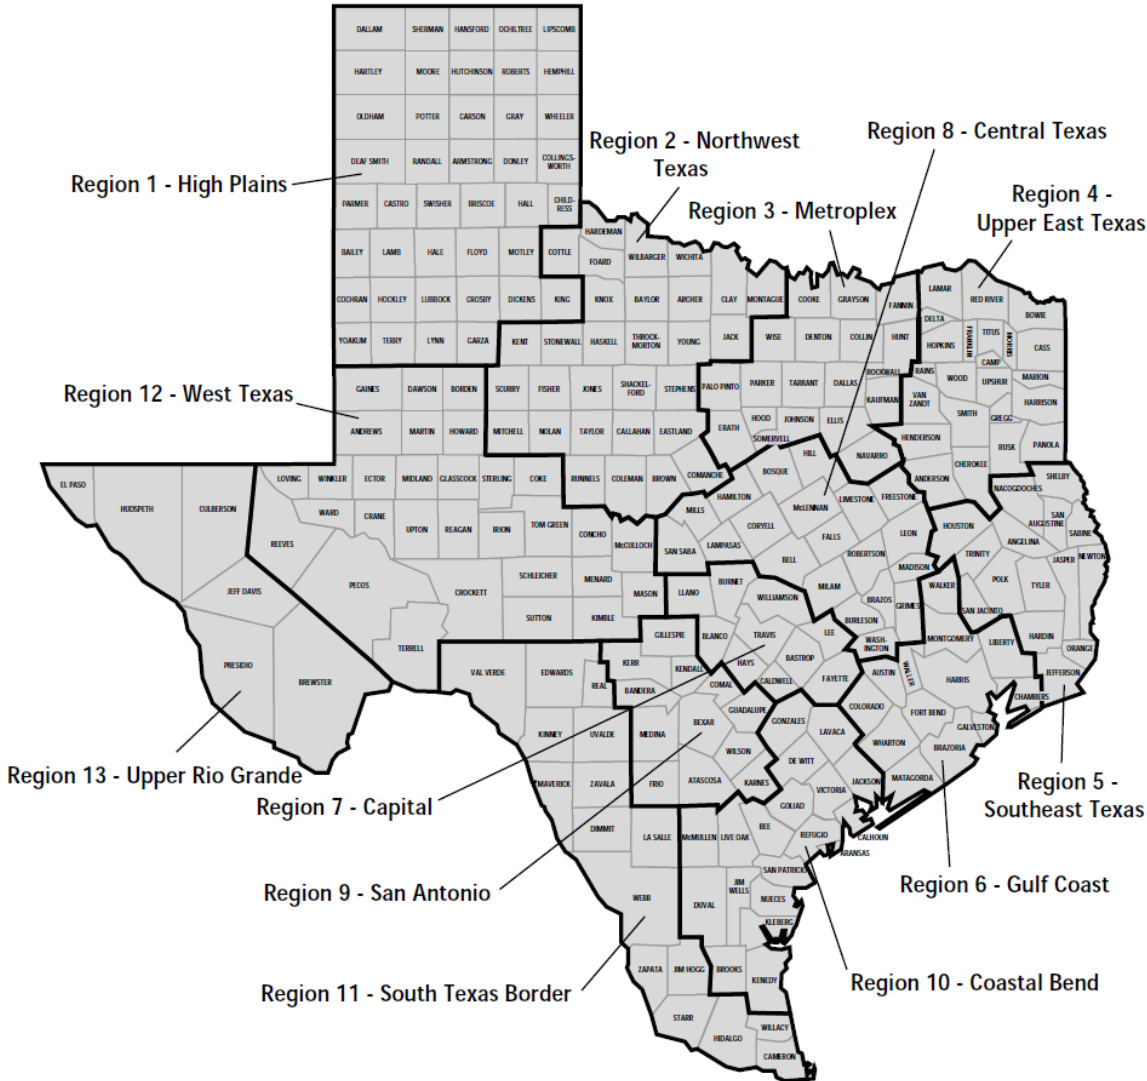 DALLAM SHERMAN HANSFORD OCHILTREE LIPSCOMB
HARTLEY MOORE HUTCHINSON ROBERTS HEMPHILL
OLDHAM POTTER CARSON GRAY WHEELER
Region 8 - Central Texas
Region 2 - Northwest
Texas
DEAF SMITH RANDALL ARMSTRONG DONLEY COLLINGS-
WORTH
Region 1 - High Plains
Region 4 -
Upper East Texas
Region 3 - Metroplex
PARMER CASTRO SWISHER BRISCOE HALL CHILD-
RESS
HARDEMAN
BAILEY LAMB HALE FLOYD MOTLEY COTTLE
FOARD WILBARGER WICHITA
COCHRAN HOCKLEY LUBBOCK CROSBY DICKENS KING
KNOX BAYLOR ARCHER CLAY MONTAGUE COOKE GRAYSON FANNIN
LAMAR RED RIVER BOWIE
DELTA FRANKLIN TITUS MORRIS CASS
YOAKUM TERRY LYNN GARZA KENT STONEWALL HASKELL THROCK-
MORTON YOUNG JACK WISE DENTON COLLIN HUNT HOPKINS
CAMP
Region 12 - West Texas
GAINES DAWSON BORDEN SCURRY FISHER JONES SHACKEL-
FORD STEPHENS PALO PINTO PARKER TARRANT DALLAS ROCKWALL RAINS WOOD UPSHUR MARION
KAUFMAN VAN
ZANDT SMITH GREGG HARRISON
ANDREWS MARTIN HOWARD MITCHELL NOLAN TAYLOR CALLAHAN EASTLAND ERATH HOOD JOHNSON ELLIS
SOMERVELL HENDERSON RUSK PANOLA
NAVARRO ANDERSON CHEROKEE
EL PASO HUDSPETH CULBERSON
LOVING WINKLER ECTOR MIDLAND GLASSCOCK STERLING COKE RUNNELS COLEMAN BROWN COMANCHE
BOSQUE HILL HAMILTON McLENNAN LIMESTONE FREESTONE
NACOGDOCHES SHELBY
WARD CRANE UPTON REAGAN IRION TOM GREEN CONCHO McCULLOCH
MILLS CORYELL FALLS LEON HOUSTON ANGELINA SAN
AUGUSTINE SABINE
REEVES PECOS CROCKETT SCHLEICHER MENARD MASON
SAN SABA LAMPASAS BELL ROBERTSON MADISON TRINITY JASPER NEWTON
JEFF DAVIS SUTTON KIMBLE LLANO BURNET WILLIAMSON MILAM BRAZOS GRIMES WALKER POLK TYLER
BURLESON SAN JACINTO
TERRELL GILLESPIE BLANCO TRAVIS LEE WASH-
INGTON MONTGOMERY LIBERTY HARDIN ORANGE
PRESIDIO BREWSTER VAL VERDE EDWARDS REAL KERR KENDALL HAYS BASTROP
BANDERA COMAL CALDWELL FAYETTE AUSTIN WALLER HARRIS CHAMBERS JEFFERSON
KINNEY UVALDE MEDINA BEXAR GUADALUPE GONZALES LAVACA COLORADO FORT BEND GALVESTON
WILSON DE WITT WHARTON BRAZORIA
Region 13 - Upper Rio Grande
MAVERICK ZAVALA FRIO ATASCOSA KARNES VICTORIA JACKSON MATAGORDA
Region 5 -
Southeast Texas
Region 7 - Capital
GOLIAD
DIMMIT LA SALLE McMULLEN LIVE OAK BEE REFUGIO CALHOUN
ARANSAS
SAN PATRICIO
Region 9 - San Antonio
Region 6 - Gulf Coast
WEBB DUVAL JIM
WELLS NUECES
KLEBERG
ZAPATA JIM HOGG BROOKS KENEDY
Region 10 - Coastal Bend
Region 11 - South Texas Border
STARR HIDALGO WILLACY
CAMERON